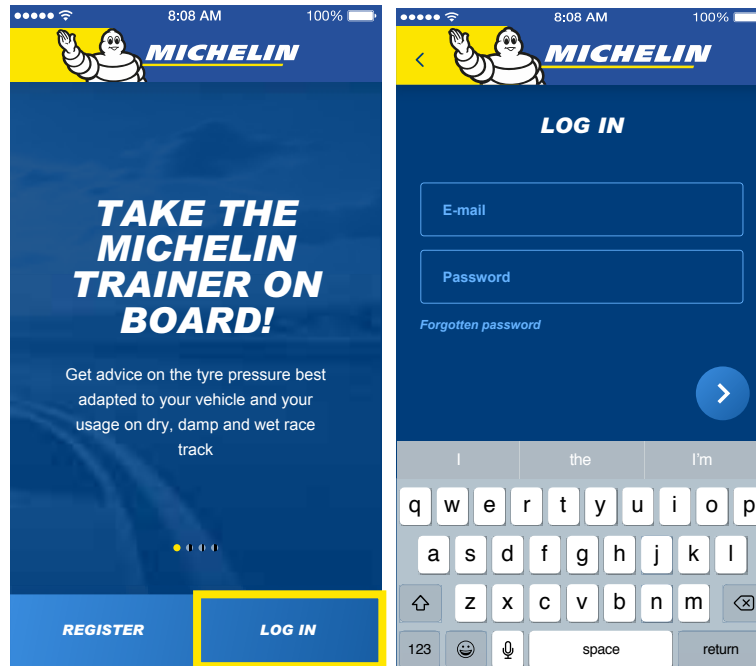 8:08 AM 100%
MICHELIN
TAKE THE
MICHELIN
TRAINER ON
BOARD!
Get advice on the tyre pressure best
adapted to your vehicle and your
usage on dry, damp and wet race
track
REGISTER LOG IN
8:08 AM 100%
MICHELIN
LOG IN
E-mail
Password
Forgotten password
I the I'm
q w e r t y u i o p
a s d f g h j k l
z x c v b n m
123 space return